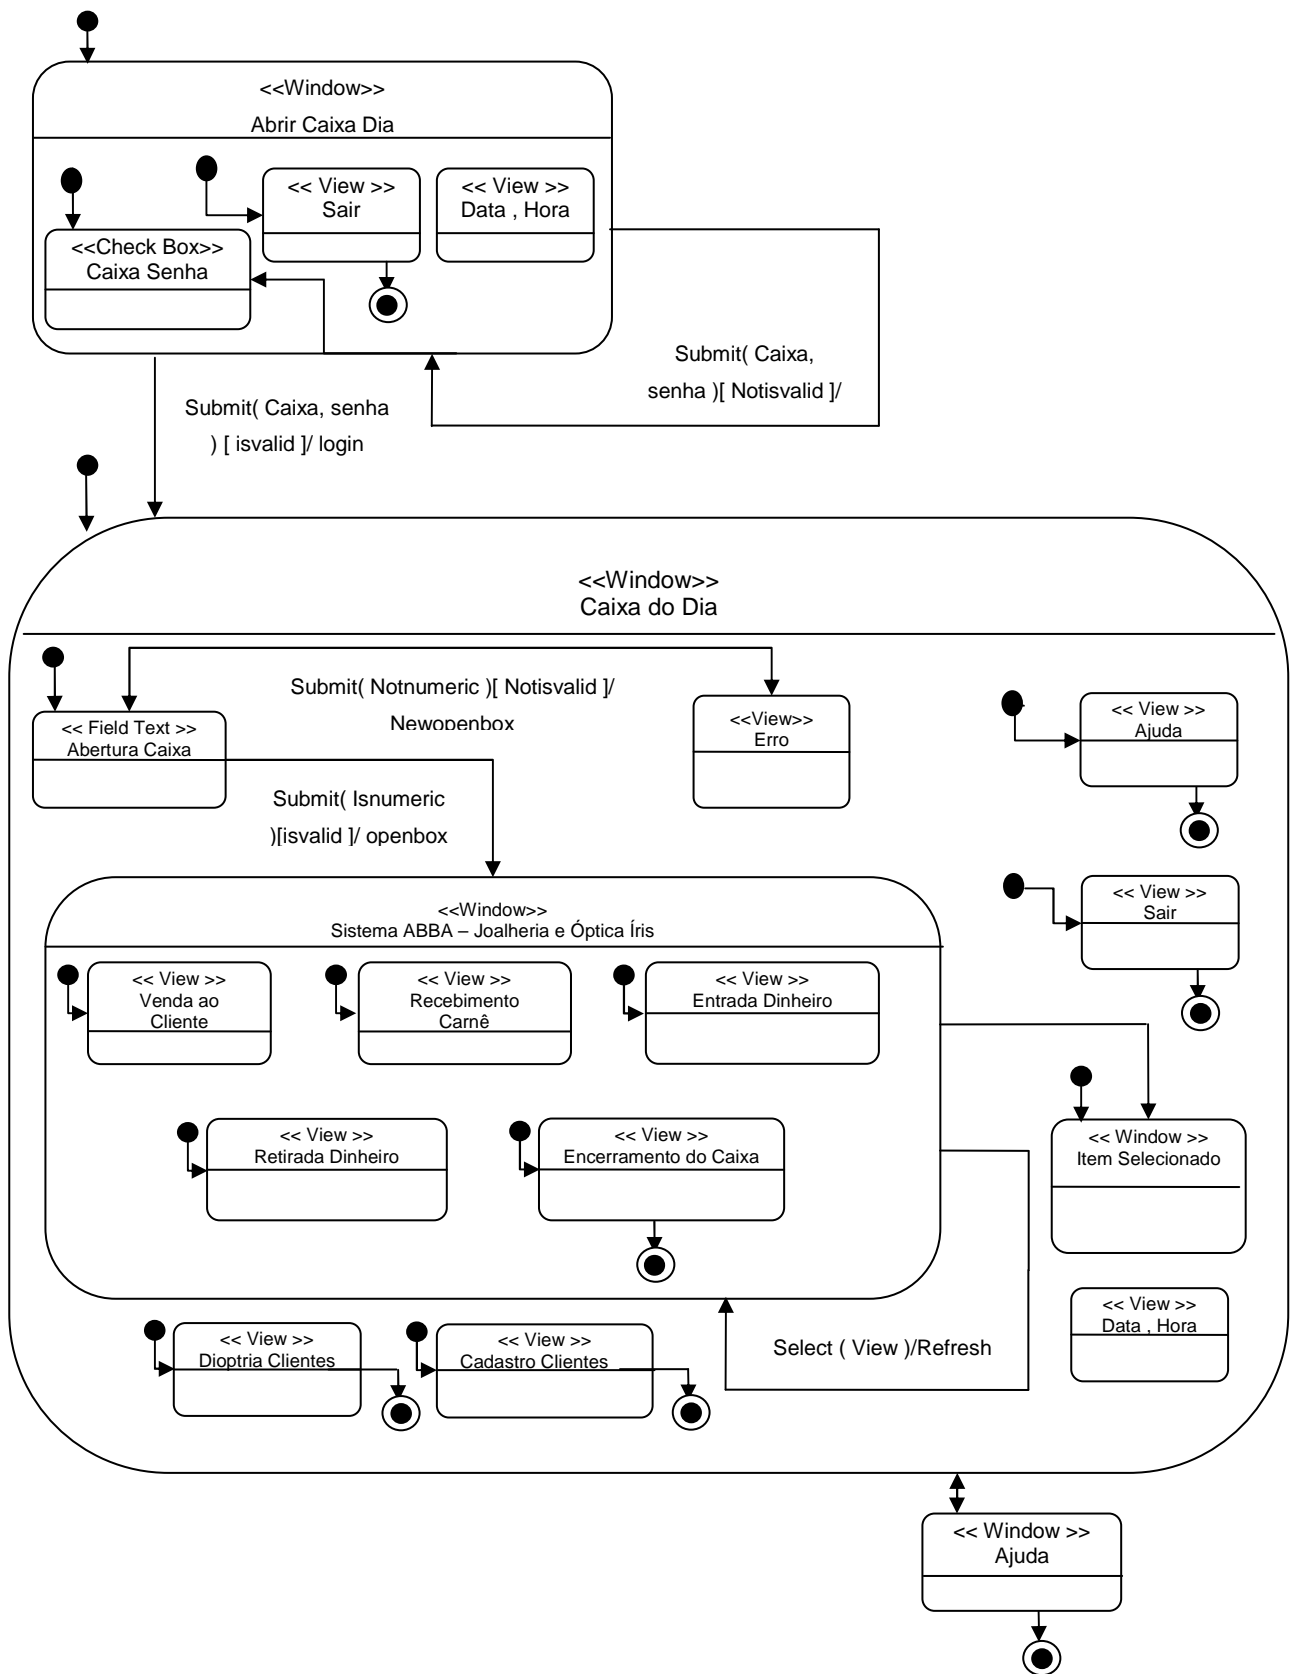 <<Window>>
Abrir Caixa Dia
<< View >>
Sair
<< View >>
Data , Hora
<<Check Box>>
Caixa Senha
Submit( Caixa,
senha )[ Notisvalid ]/
Submit( Caixa, senha
) [ isvalid ]/ login
<<Window>>
Caixa do Dia
Submit( Notnumeric )[ Notisvalid ]/
Newopenbox
<< Field Text >>
Abertura Caixa
<<View>>
Erro
<< View >>
Ajuda
Submit( Isnumeric
)[isvalid ]/ openbox
<< View >>
Sair
<<Window>>
Sistema ABBA – Joalheria e Óptica Íris
<< View >>
Venda ao
Cliente
<< View >>
Recebimento
Carnê
<< View >>
Entrada Dinheiro
<< View >>
Retirada Dinheiro
<< View >>
Encerramento do Caixa
<< Window >>
Item Selecionado
<< View >>
Data , Hora
<< View >>
Dioptria Clientes
<< View >>
Cadastro Clientes
Select ( View )/Refresh
<< Window >>
Ajuda